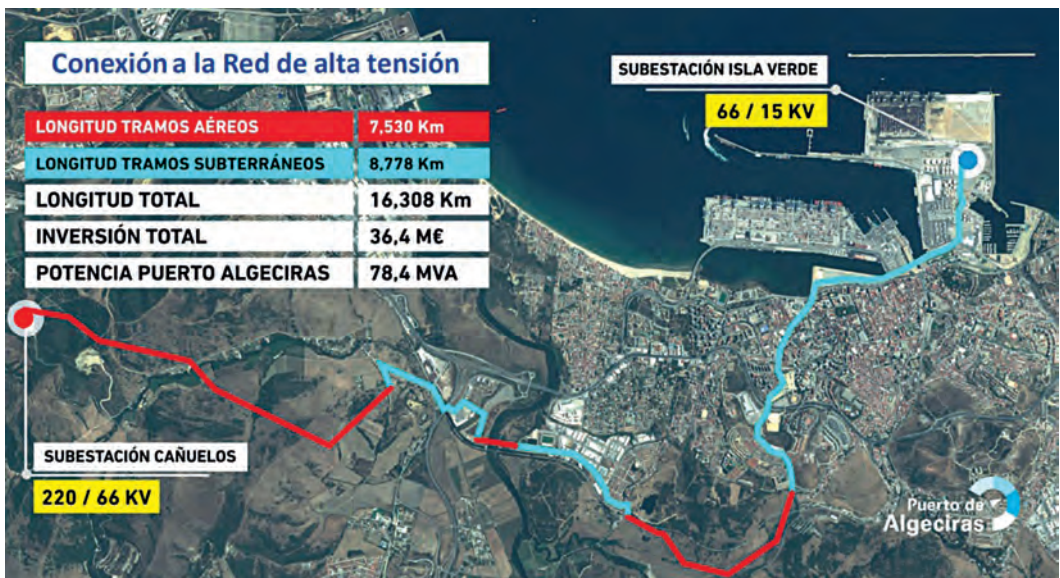 Conexión a la Red de alta tensión
LONGITUD TRAMOS AÉREOS 7,530 Km
LONGITUD TRAMOS SUBTERRÁNEOS 8,778 Km
LONGITUD TOTAL 16,308 Km
INVERSIÓN TOTAL 36,4 M€
POTENCIA PUERTO ALGECIRAS 78,4 MVA
SUBESTACIÓN ISLA VERDE
66 / 15 KV
SUBESTACIÓN CAÑUELOS
220 / 66 KV
Puerto de
Algeciras